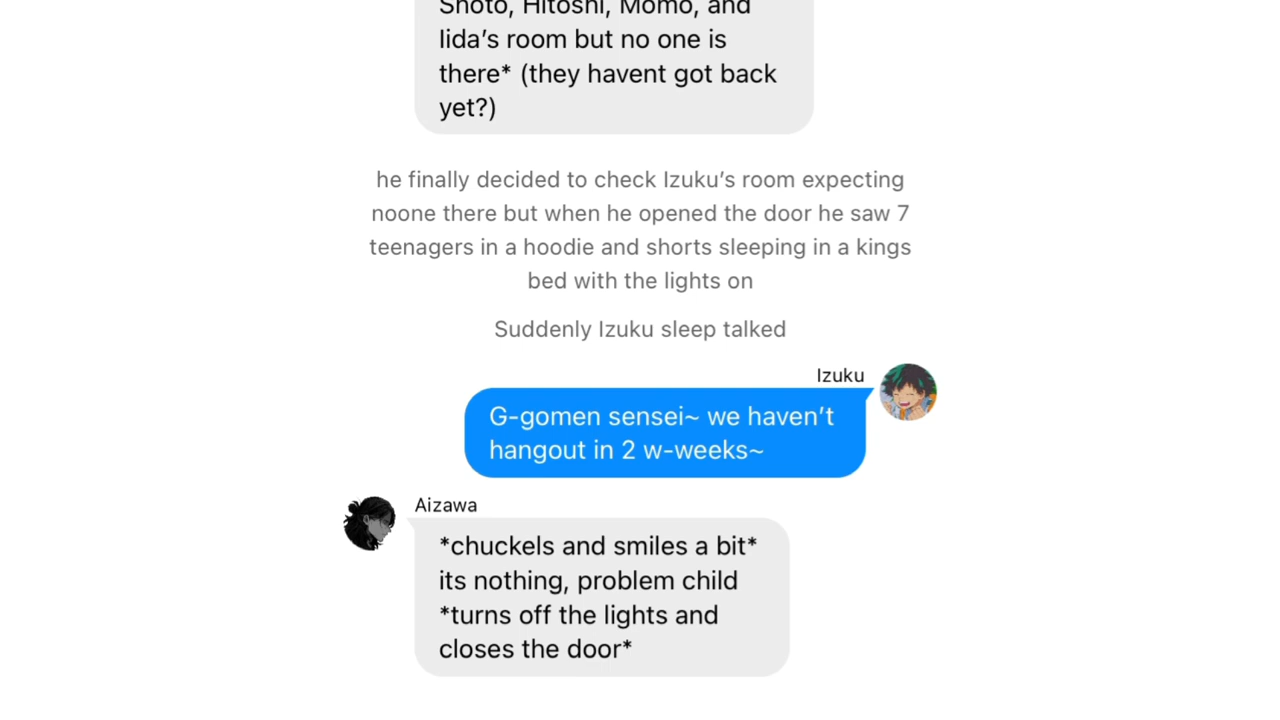 Shoto, Hitoshi, Momo, and
Iida's room but no one is
there* (they havent got back
yet?)
he finally decided to check Izuku's room expecting
noone there but when he opened the door he saw 7
teenagers in a hoodie and shorts sleeping in a kings
bed with the lights on
Suddenly Izuku sleep talked
Izuku
G-gomen sensei~ we haven't
hangout in 2 w-weeks~
Aizawa
*chuckels and smiles a bit*
its nothing, problem child
*turns off the lights and
closes the door*